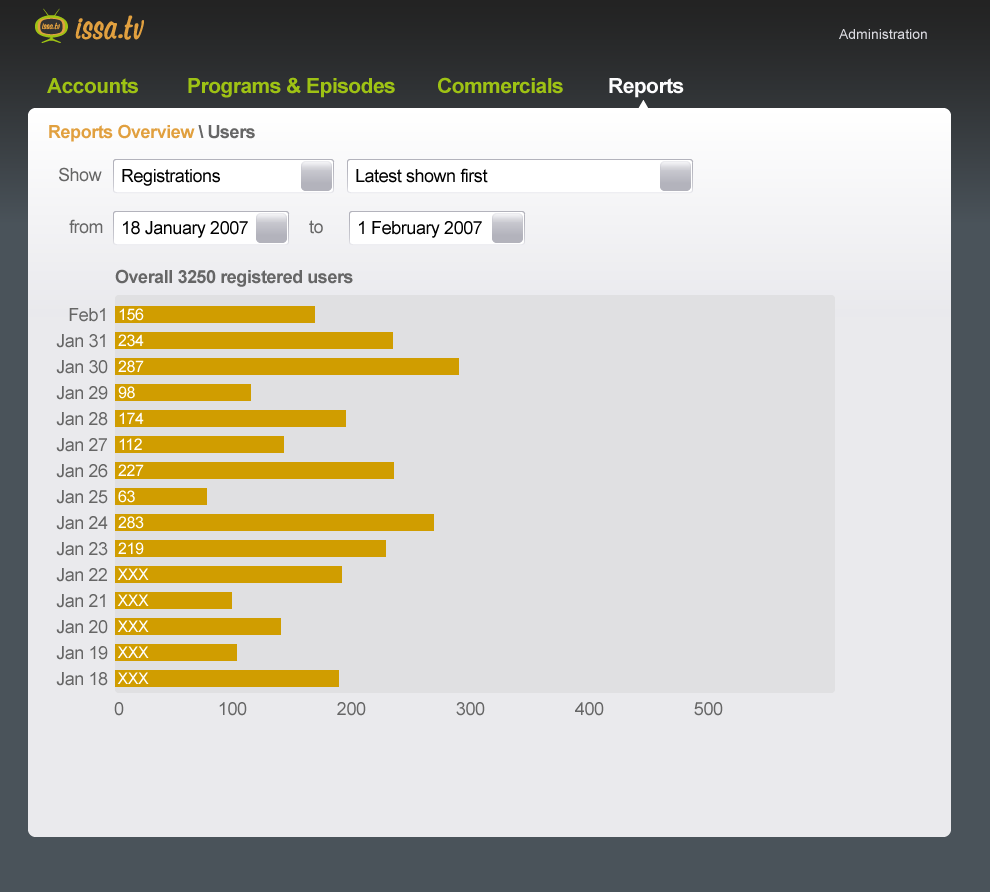 issa.tv issa.tv
Administration
Accounts Programs & Episodes Commercials Reports
Reports Overview \ Users
Show Registrations Latest shown first
from 18 January 2007 to 1 February 2007
Overall 3250 registered users
Feb1 156
Jan 31 234
Jan 30 287
Jan 29 98
Jan 28 174
Jan 27 112
Jan 26 227
Jan 25 63
Jan 24 283
Jan 23 219
Jan 22 XXX
Jan 21 XXX
Jan 20 XXX
Jan 19 XXX
Jan 18 XXX
0 100 200 300 400 500